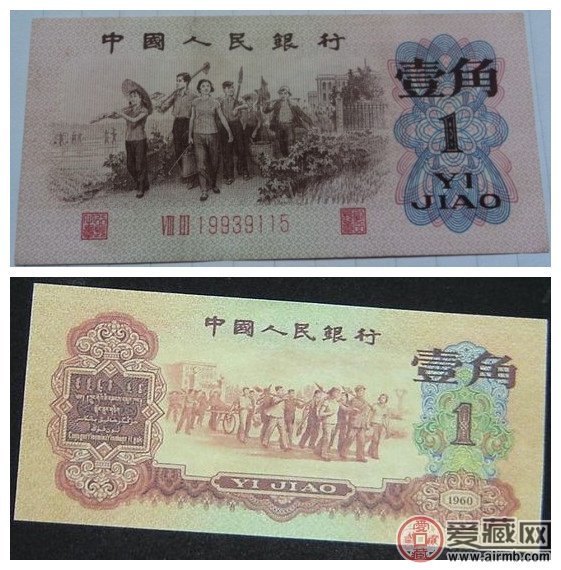 中國人民銀行
壹角
1
YI
JIAO
VIII III 19939115
中國人民銀行
壹角
1
YI JIAO
1960
爱藏网
www.airmb.com